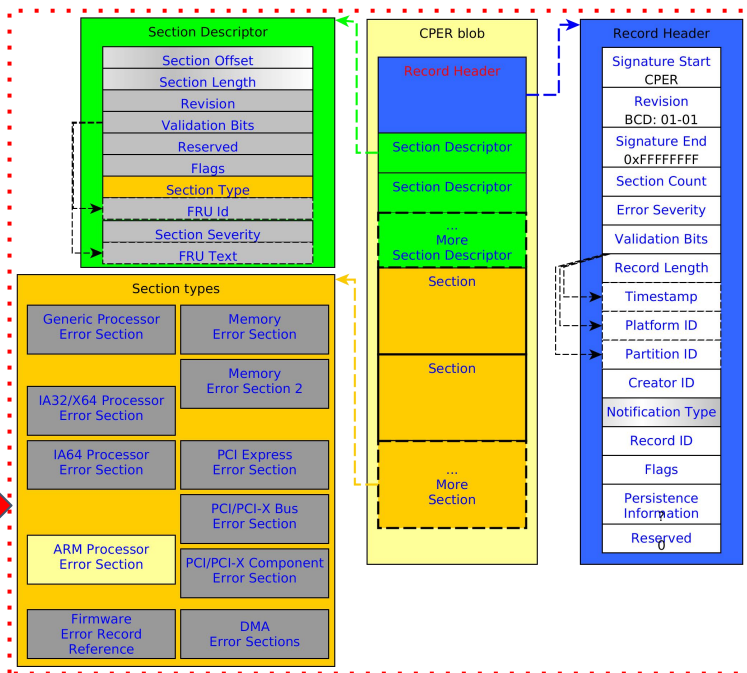 Section Descriptor
Section Offset
Section Length
Revision
Validation Bits
Reserved
Flags
Section Type
FRU Id
Section Severity
FRU Text
Section types
Generic Processor
Error Section
Memory
Error Section
Memory
Error Section 2
IA32/X64 Processor
Error Section
IA64 Processor
Error Section
PCI Express
Error Section
PCI/PCI-X Bus
Error Section
ARM Processor
Error Section
PCI/PCI-X Component
Error Section
Firmware
Error Record
Reference
DMA
Error Sections
CPER blob
Record Header
Section Descriptor
Section Descriptor
...
More
Section Descriptor
Section
Section
...
More
Section
Record Header
Signature Start
CPER
Revision
BCD: 01-01
Signature End
0xFFFFFFFF
Section Count
Error Severity
Validation Bits
Record Length
Timestamp
Platform ID
Partition ID
Creator ID
Notification Type
Record ID
Flags
Persistence
Information
?
Reserved
0